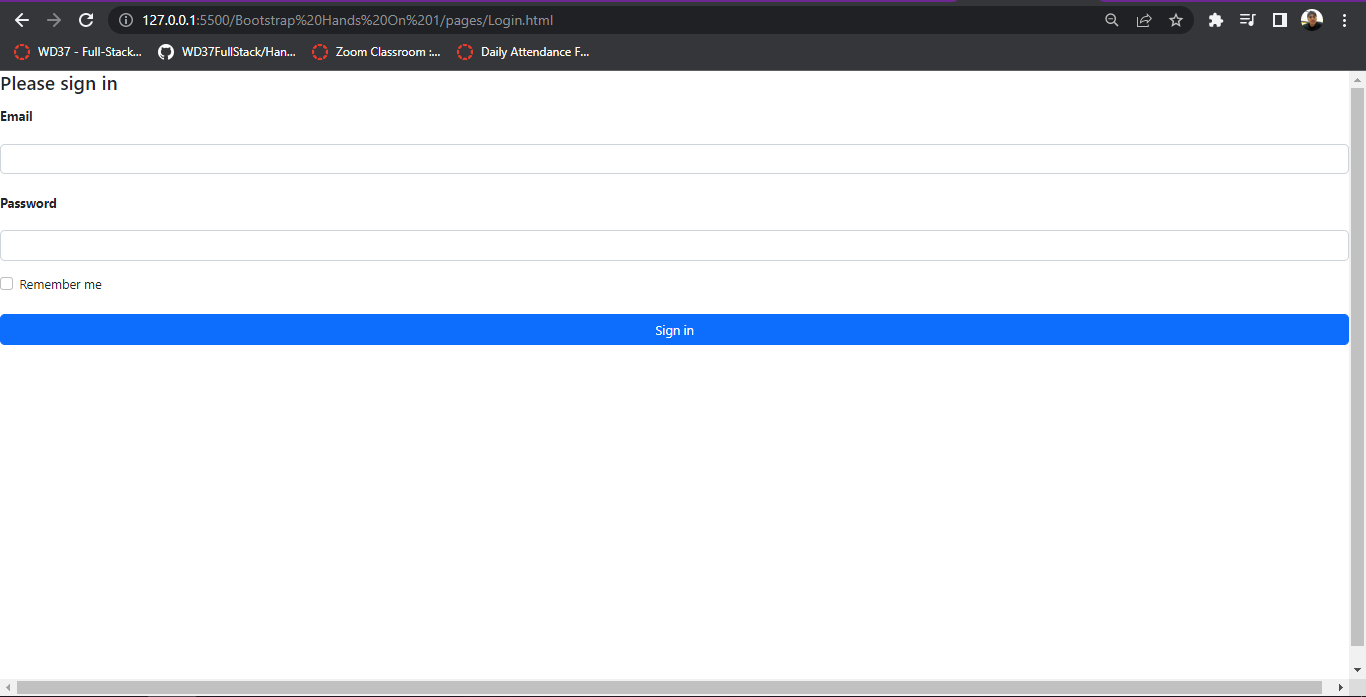 127.0.0.1:5500/Bootstrap%20Hands%20On%201/pages/Login.html
WD37 - Full-Stack... WD37FullStack/Han... Zoom Classroom :... Daily Attendance F...
Please sign in
Email
Password
Remember me
Sign in